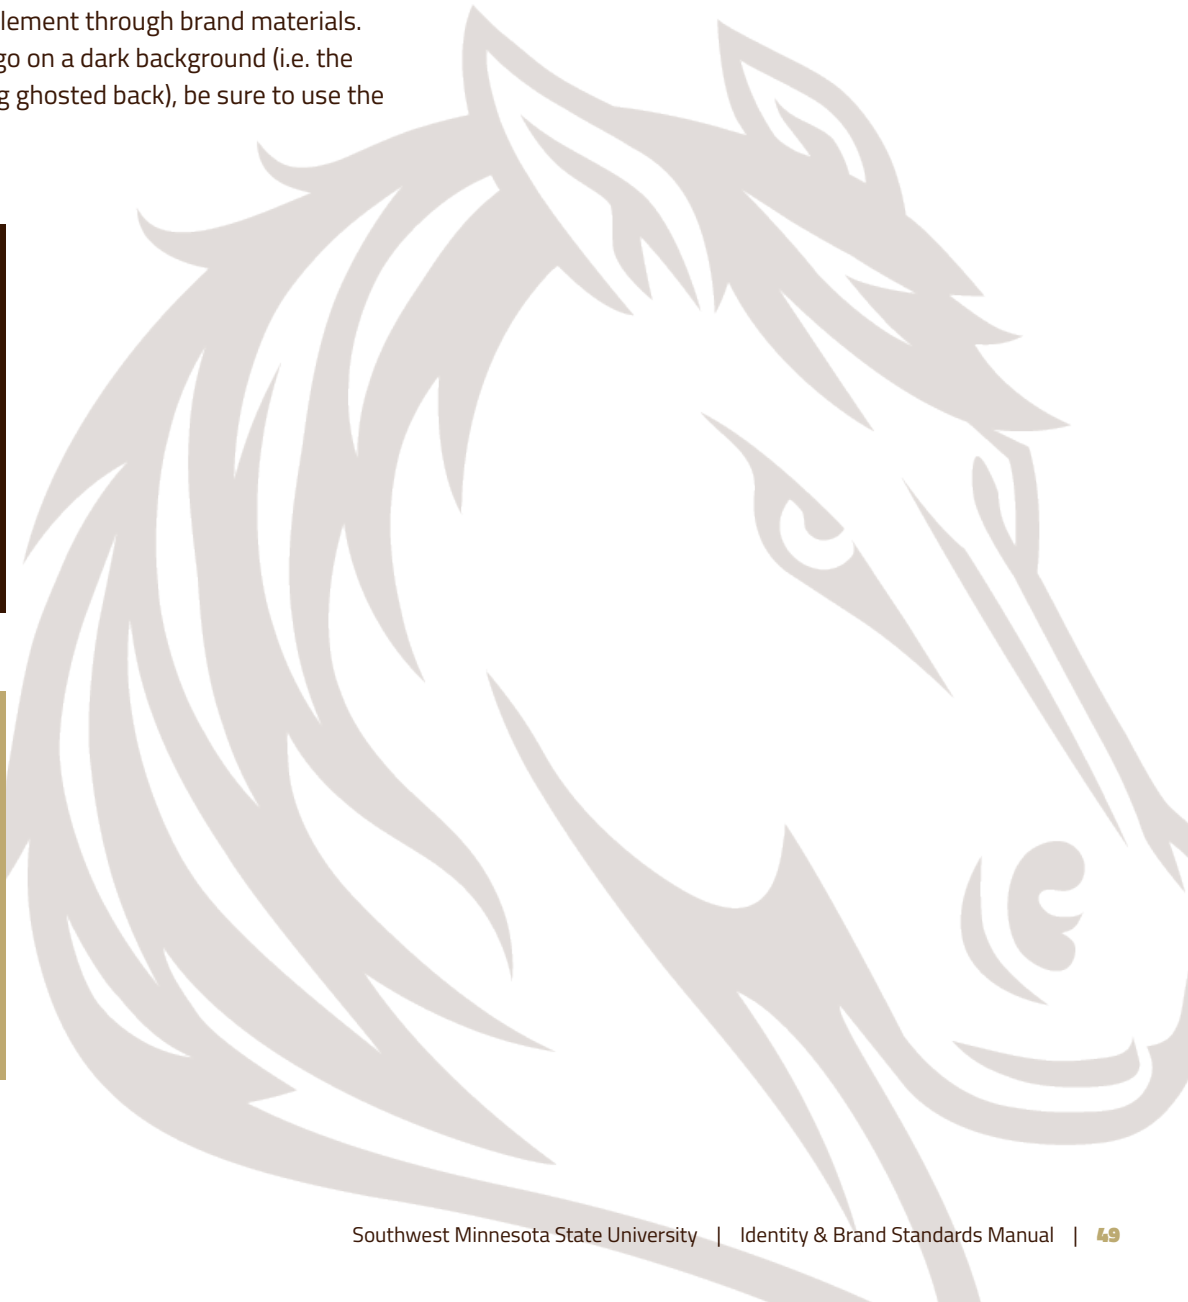 lement through brand materials.
go on a dark background (i.e. the
g ghosted back), be sure to use the
Southwest Minnesota State University | Identity & Brand Standards Manual | 49